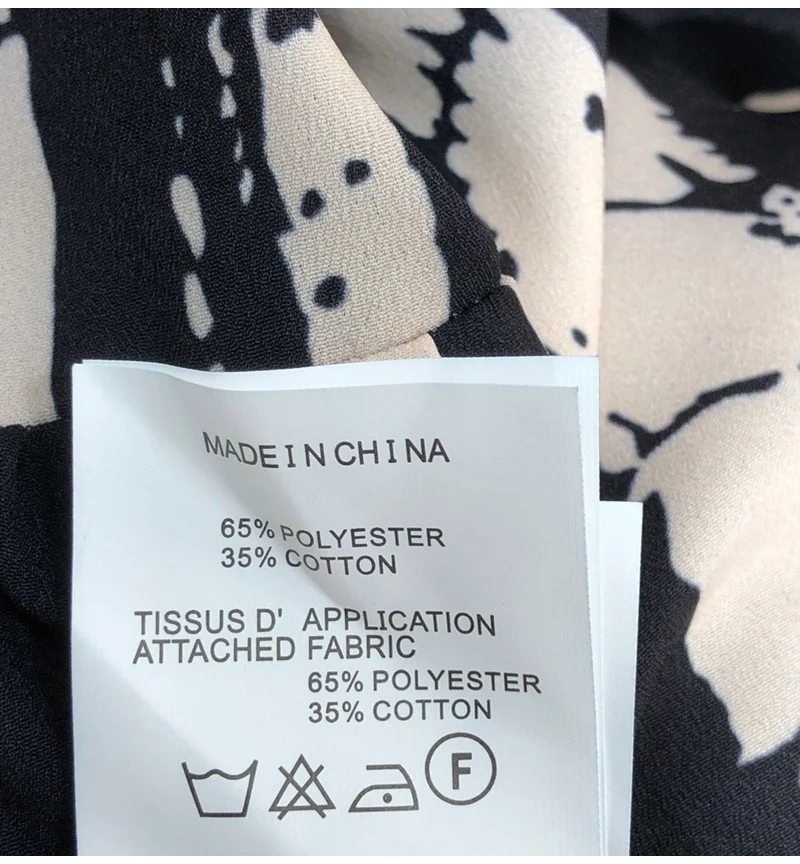 MADE IN CHINA
65% POLYESTER
35% COTTON
TISSUS D' APPLICATION
ATTACHED FABRIC
65% POLYESTER
35% COTTON
F